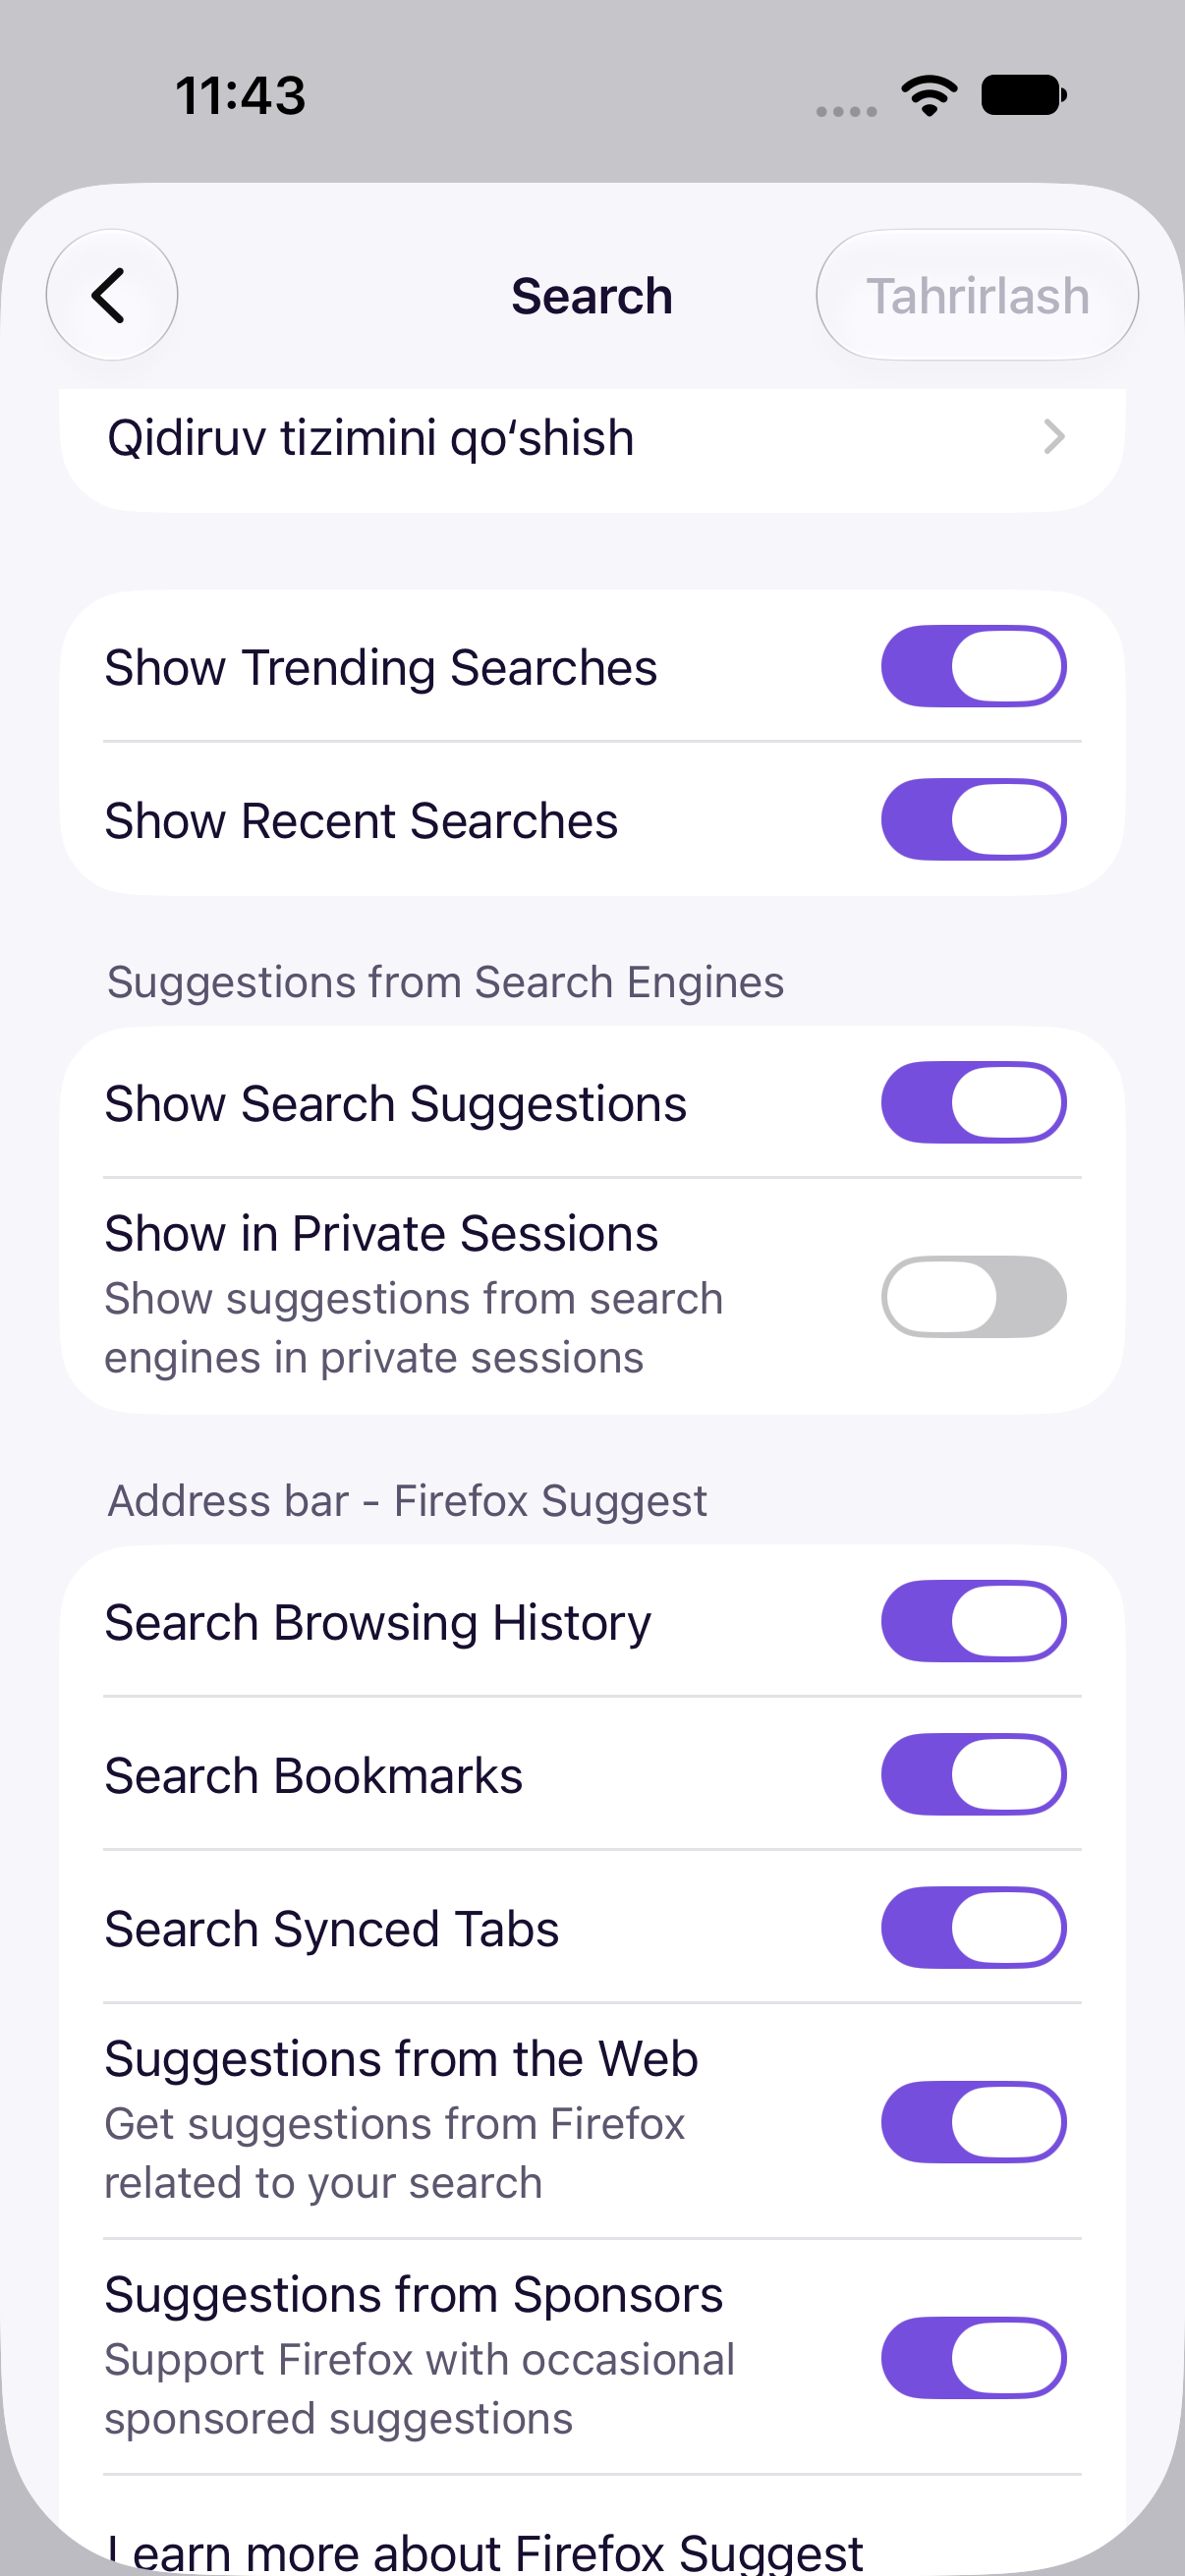 11:43
Search
Tahrirlash
Qidiruv tizimini qo‘shish
Show Trending Searches
Show Recent Searches
Suggestions from Search Engines
Show Search Suggestions
Show in Private Sessions
Show suggestions from search
engines in private sessions
Address bar - Firefox Suggest
Search Browsing History
Search Bookmarks
Search Synced Tabs
Suggestions from the Web
Get suggestions from Firefox
related to your search
Suggestions from Sponsors
Support Firefox with occasional
sponsored suggestions
Learn more about Firefox Suggest